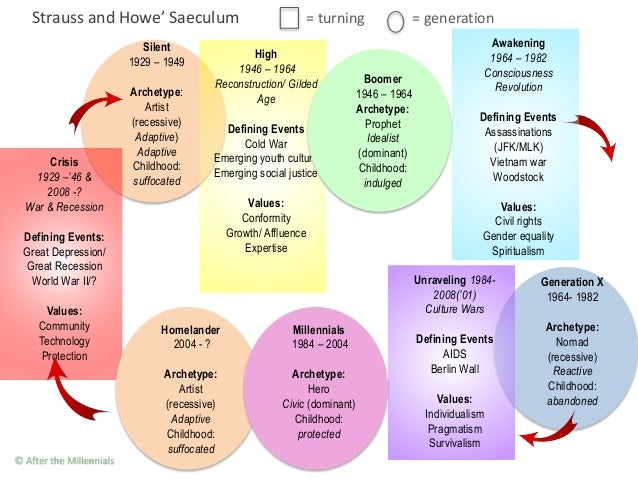 Strauss and Howe’ Saeculum
= turning
= generation
Silent
1929 – 1949
Archetype:
Artist
(recessive)
Adaptive)
Adaptive
Childhood:
suffocated
High
1946 – 1964
Reconstruction/ Gilded
Age
Defining Events
Cold War
Emerging youth culture
Emerging social justice
Values:
Conformity
Growth/ Affluence
Expertise
Boomer
1946 – 1964
Archetype:
Prophet
Idealist
(dominant)
Childhood:
indulged
Awakening
1964 – 1982
Consciousness
Revolution
Defining Events
Assassinations
(JFK/MLK)
Vietnam war
Woodstock
Values:
Civil rights
Gender equality
Spiritualism
Crisis
1929 –’46 &
2008 -?
War & Recession
Defining Events:
Great Depression/
Great Recession
World War II/?
Values:
Community
Technology
Protection
Homelander
2004 - ?
Archetype:
Artist
(recessive)
Adaptive
Childhood:
suffocated
Millennials
1984 – 2004
Archetype:
Hero
Civic (dominant)
Childhood:
protected
Unraveling 1984-
2008(’01)
Culture Wars
Defining Events
AIDS
Berlin Wall
Values:
Individualism
Pragmatism
Survivalism
Generation X
1964- 1982
Archetype:
Nomad
(recessive)
Reactive
Childhood:
abandoned
© After the Millennials